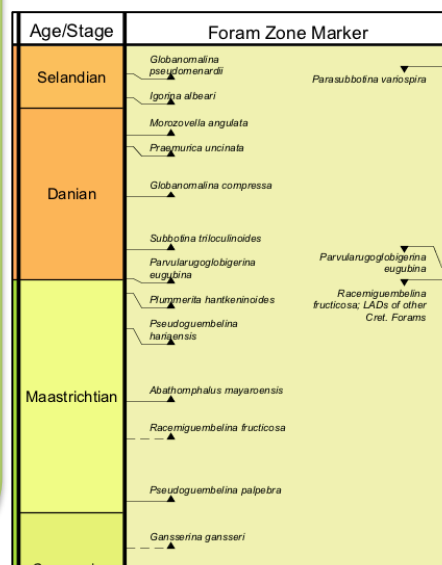 Age/Stage
Foram Zone Marker
Selandian
Globanomalina
pseudomenardii
Parasubbotina variospira
Igorina albeari
Danian
Morozovella angulata
Praemurica uncinata
Globanomalina compressa
Subbotina triloculinoides
Parvularugoglobigerina
eugubina
Parvularugoglobigerina
eugubina
Maastrichtian
Plummerita hantkeninoides
Racemiguembelina
fructicosa; LADs of other
Cret. Forams
Pseudoguembelina
hariaensis
Abathomphalus mayaroensis
Racemiguembelina fructicosa
Pseudoguembelina palpebra
Gansserina gansseri